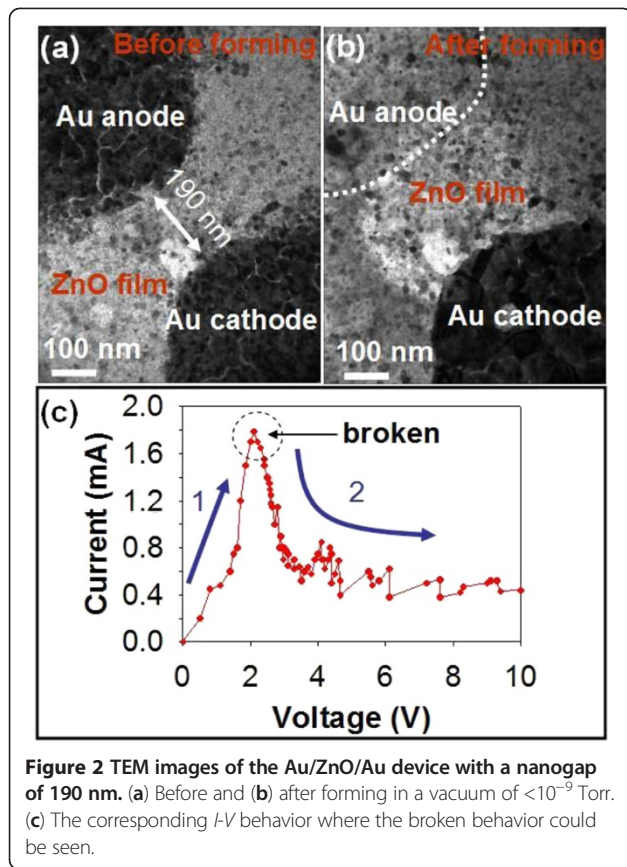 (a) Before forming
Au anode
190 nm
ZnO film
Au cathode
100 nm
(b) After forming
Au anode
ZnO film
Au cathode
100 nm
(c)
2.0
1.6
1.2
0.8
0.4
0.0
Current (mA)
broken
1
2
0 2 4 6 8 10
Voltage (V)
Figure 2 TEM images of the Au/ZnO/Au device with a nanogap
of 190 nm. (a) Before and (b) after forming in a vacuum of <10⁻⁹ Torr.
(c) The corresponding I-V behavior where the broken behavior could
be seen.